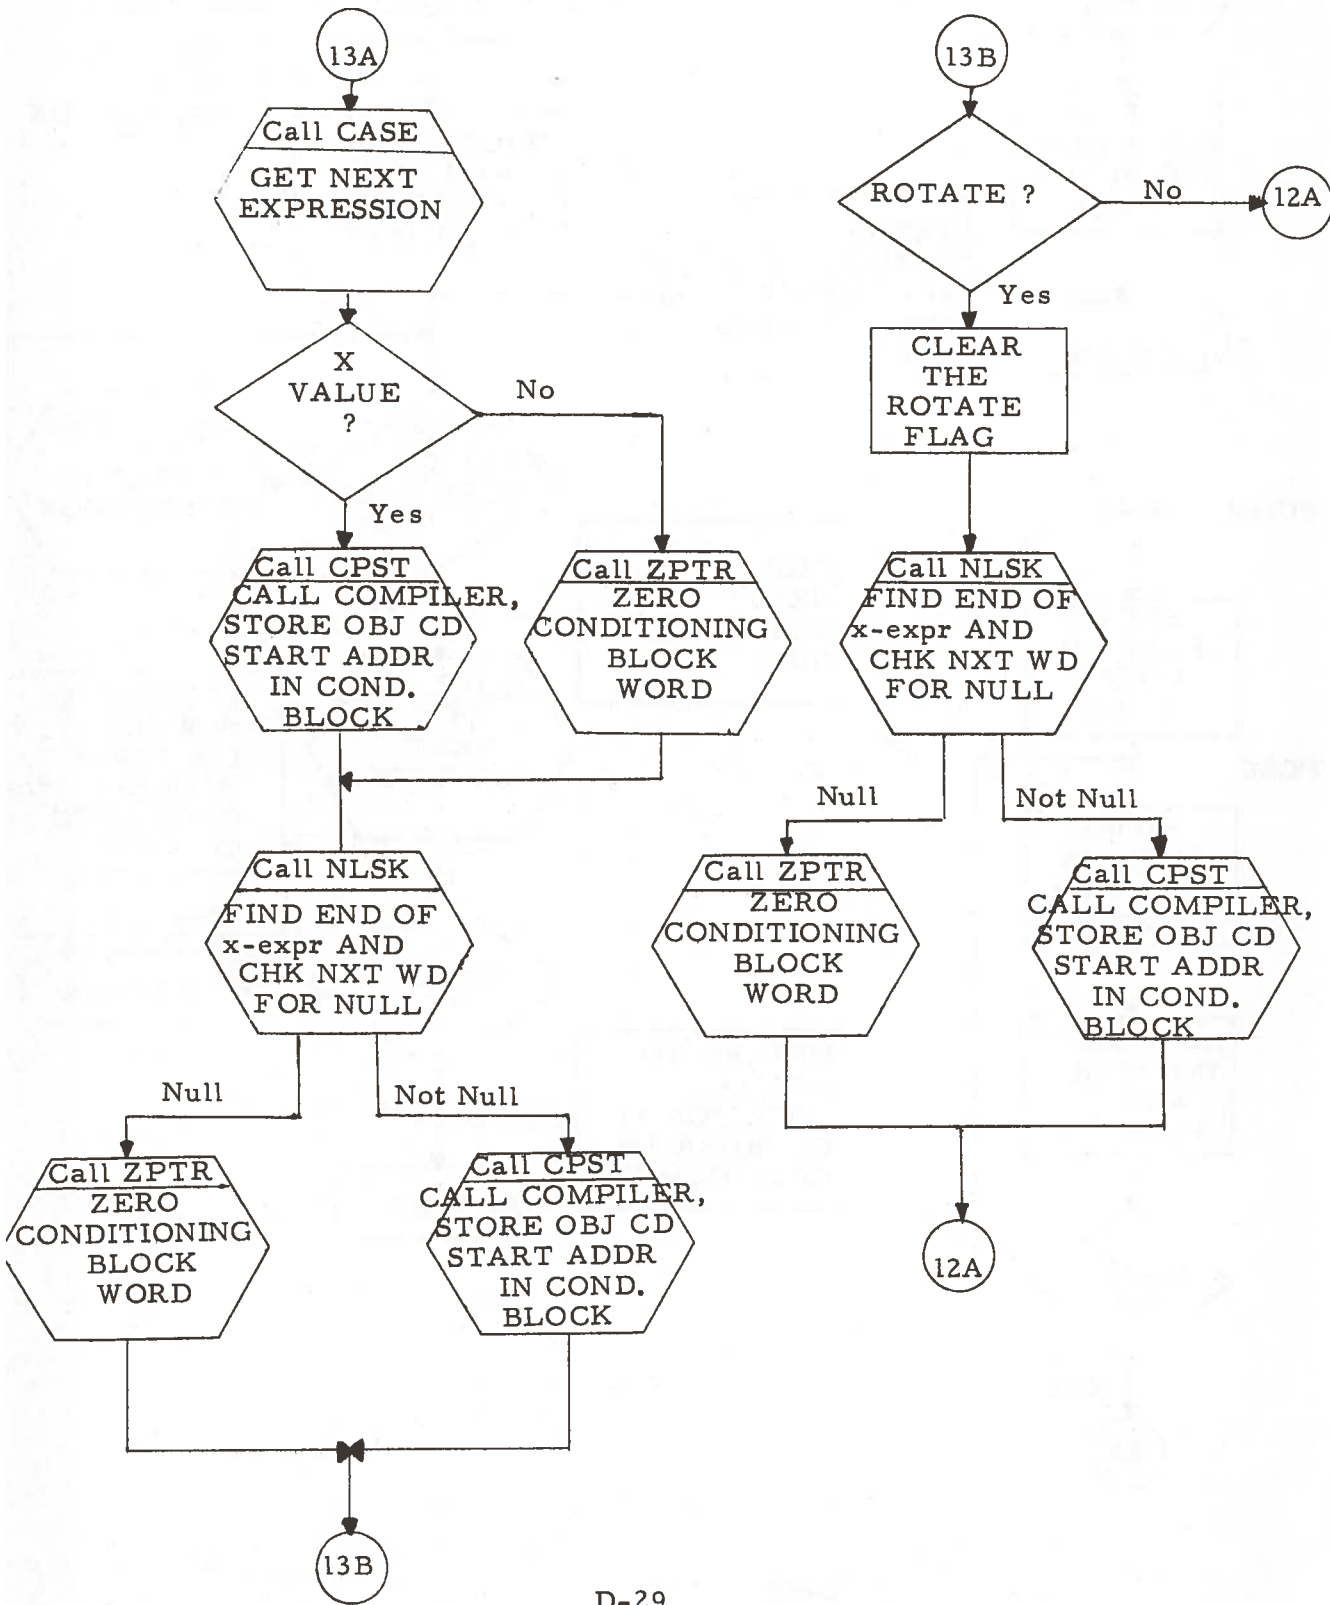 13A
Call CASE
GET NEXT
EXPRESSION
X
VALUE
?
No
Yes
Call CPST
CALL COMPILER,
STORE OBJ CD
START ADDR
IN COND.
BLOCK
Call ZPTR
ZERO
CONDITIONING
BLOCK
WORD
Call NLSK
FIND END OF
x-expr AND
CHK NXT WD
FOR NULL
Null
Not Null
Call ZPTR
ZERO
CONDITIONING
BLOCK
WORD
Call CPST
CALL COMPILER,
STORE OBJ CD
START ADDR
IN COND.
BLOCK
13B
13B
ROTATE ?
No
12A
Yes
CLEAR
THE
ROTATE
FLAG
Call NLSK
FIND END OF
x-expr AND
CHK NXT WD
FOR NULL
Null
Not Null
Call ZPTR
ZERO
CONDITIONING
BLOCK
WORD
Call CPST
CALL COMPILER,
STORE OBJ CD
START ADDR
IN COND.
BLOCK
12A
D-29